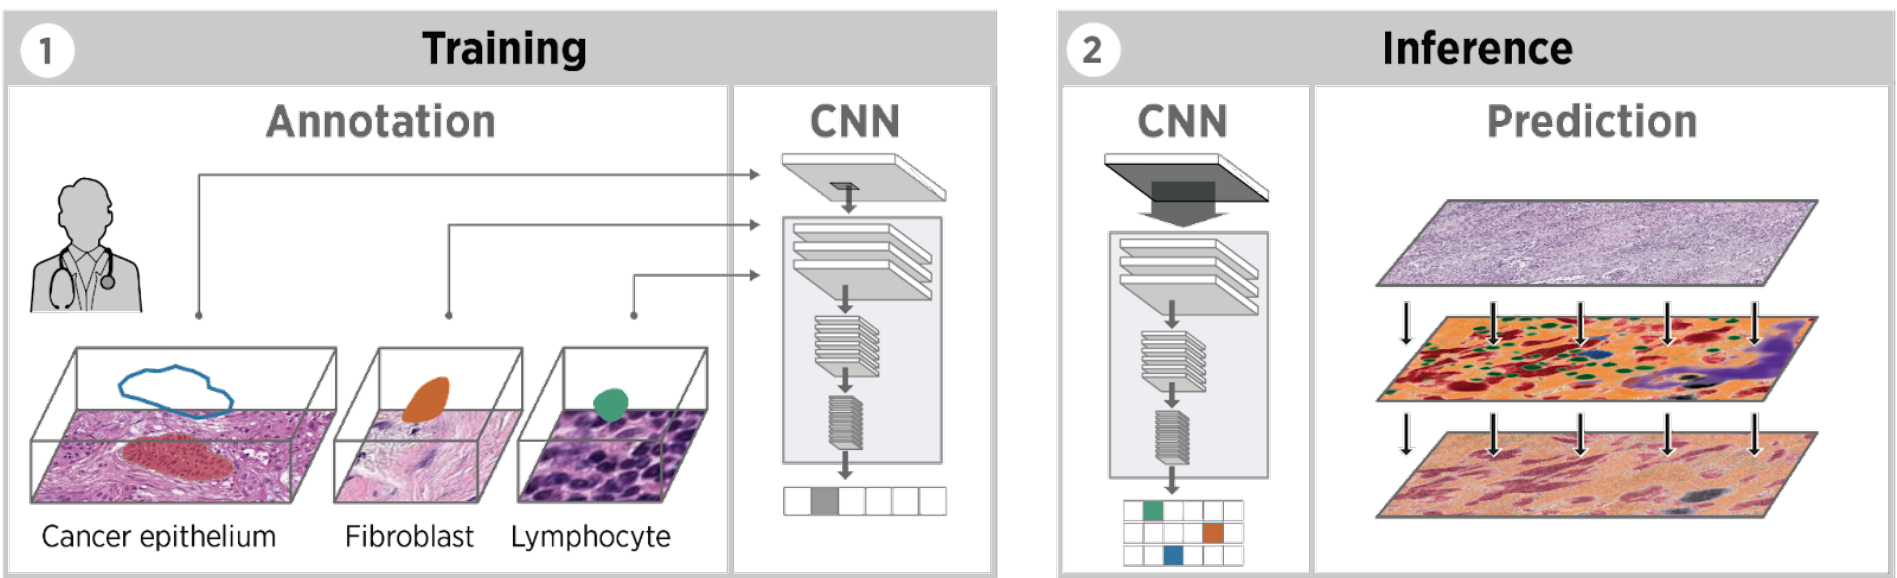 1
Training
Annotation
CNN
Cancer epithelium
Fibroblast
Lymphocyte
2
Inference
CNN
Prediction